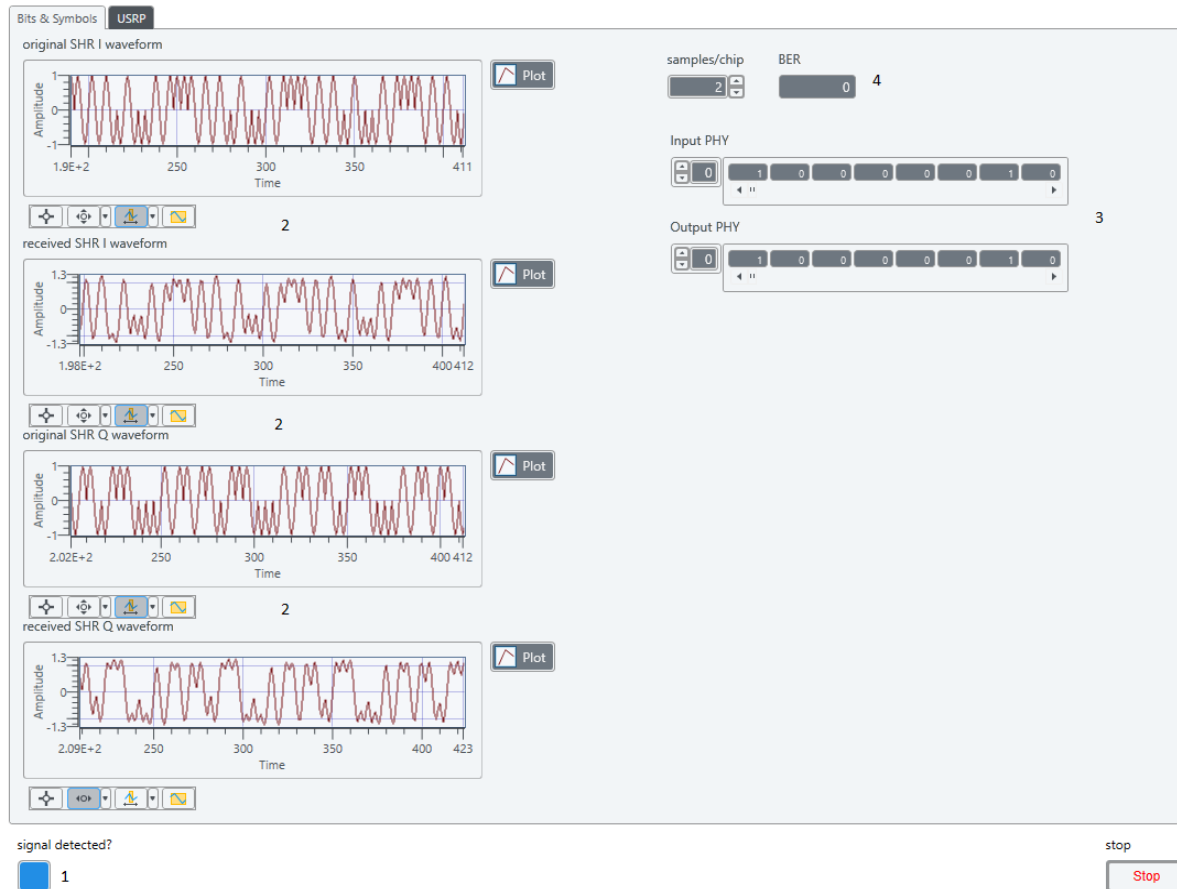 Bits & Symbols USRP
original SHR I waveform
Plot
Amplitude
1
0
-1
1.9E+2 250 300 350 411
Time
2
received SHR I waveform
Plot
Amplitude
1.3
0
-1.3
1.98E+2 250 300 350 400 412
Time
2
original SHR Q waveform
Plot
Amplitude
1
0
-1
2.02E+2 250 300 350 400 412
Time
2
received SHR Q waveform
Plot
Amplitude
1.3
0
-1.3
2.09E+2 250 300 350 400 423
Time
samples/chip BER
2 0 4
Input PHY
0 1 0 0 0 0 0 1 0
3
Output PHY
0 1 0 0 0 0 0 1 0
signal detected?
1
stop
Stop